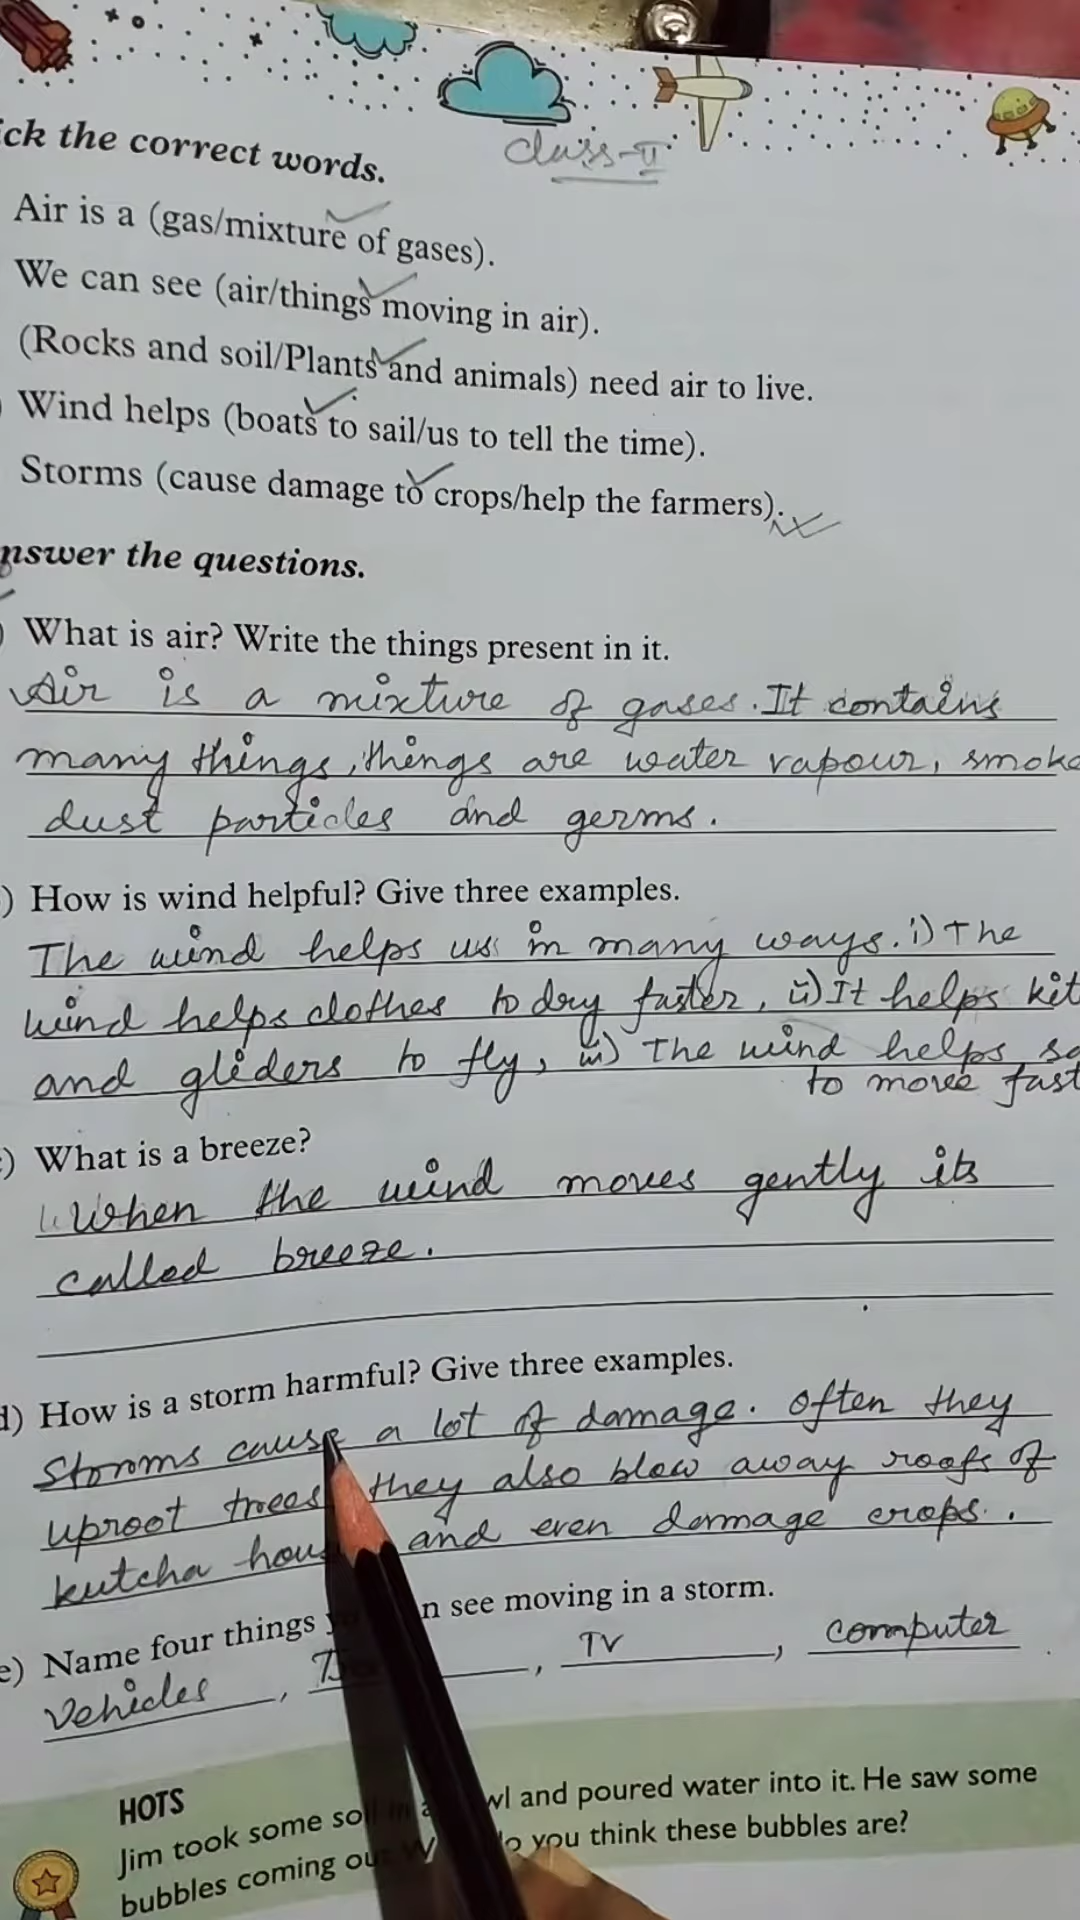 ck the correct words.
Class-II
Air is a (gas/mixture of gases).
We can see (air/things moving in air).
(Rocks and soil/Plants and animals) need air to live.
Wind helps (boats to sail/us to tell the time).
Storms (cause damage to crops/help the farmers).
nswer the questions.
) What is air? Write the things present in it.
Air is a mixture of gases. It contains
many things, things are water vapour, smoke
dust particles and germs.
) How is wind helpful? Give three examples.
The wind helps us in many ways. i) The
wind helps clothes to dry faster, ii) It helps kit
and gliders to fly, iii) The wind helps sa
to move fast
) What is a breeze?
When the wind moves gently its
called breeze.
d) How is a storm harmful? Give three examples.
Storms cause a lot of damage. Often they
uproot trees they also blow away roofs of
kutcha hou and even damage crops.
e) Name four things n see moving in a storm.
Vehicles, , TV, computer
HOTS
Jim took some so wl and poured water into it. He saw some
bubbles coming ou o you think these bubbles are?